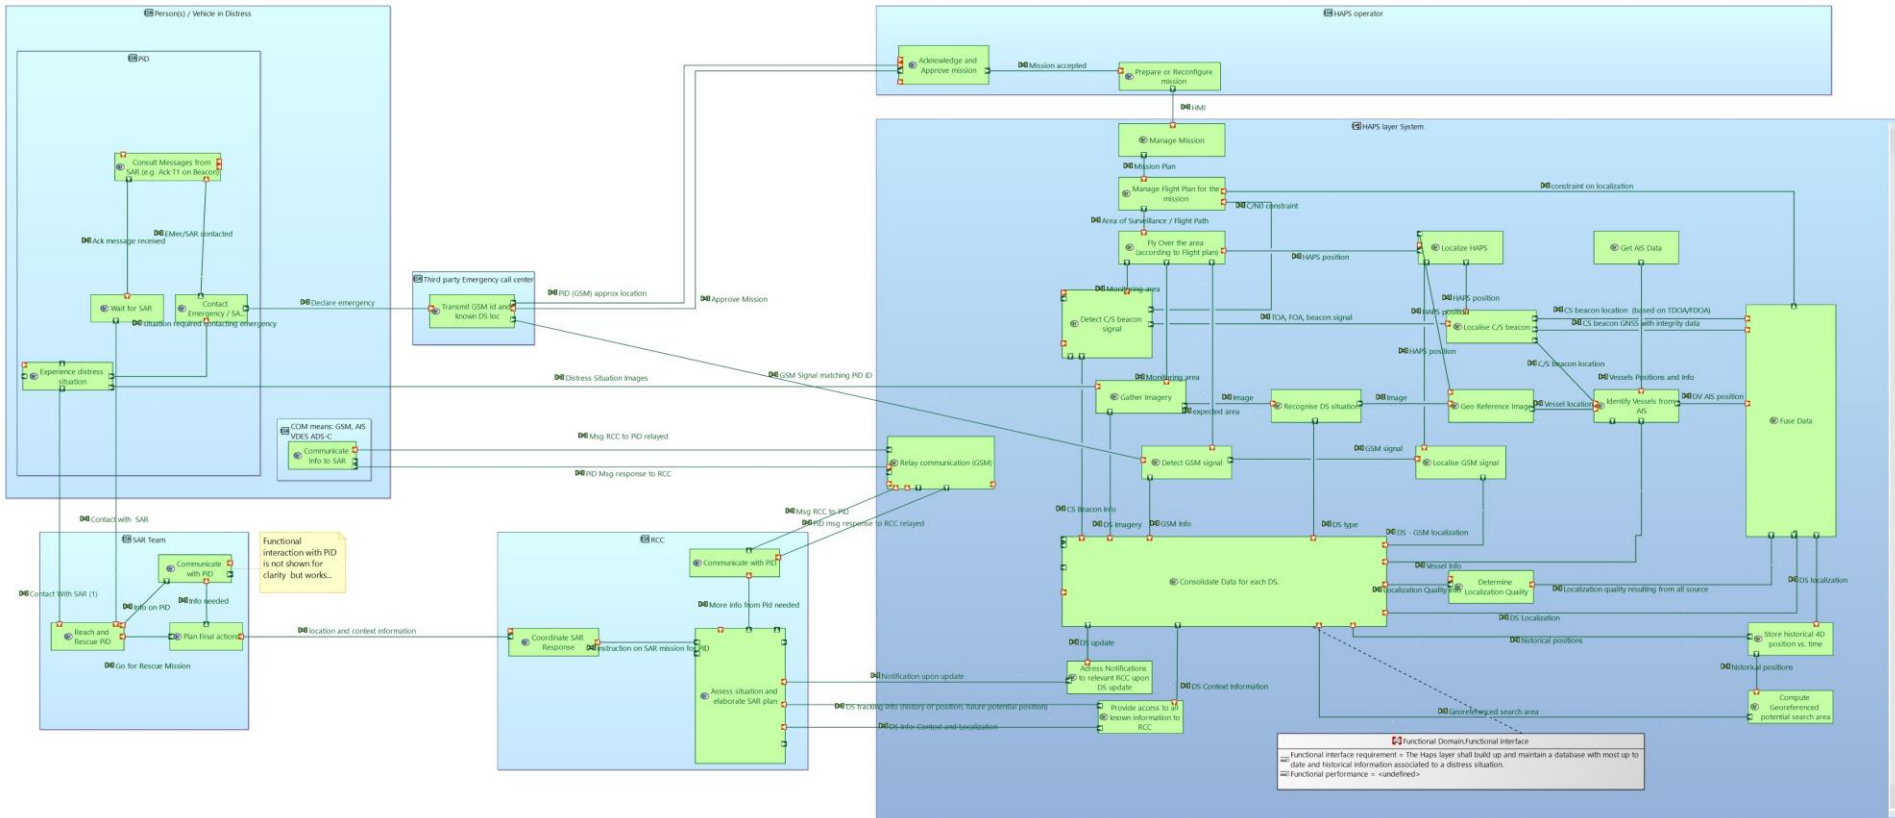 Person(s) / Vehicle in Distress
PiD
Consult Messages from
SAR (e.g Ack T1 on Beacon)
Ack message received
EMer/SAR contacted
Wait for SAR
Contact
Emergency / SA...
situation required contacting emergency
Experience distress
situation
COM means: GSM, AIS
VDES ADS-C
Communicate
Info to SAR
Declare emergency
Third party Emergency call center
Transmit GSM id and
known DS loc
PiD (GSM) approx location
Approve Mission
GSM Signal matching PiD ID
Distress Situation Images
Msg RCC to PiD relayed
PiD Msg response to RCC
Contact with SAR
Contact With SAR (1)
SAR Team
Communicate
with PiD
Functional
interaction with PiD
is not shown for
clarity but works...
Info on PiD
Info needed
Reach and
Rescue PiD
Plan Final actions
Go for Rescue Mission
location and context information
RCC
Communicate with PiD
Msg RCC to PiD
PiD msg response to RCC relayed
More info from Pid needed
Coordinate SAR
Response
instruction on SAR mission for PiD
Assess situation and
elaborate SAR plan
Notification upon update
DS tracking info (history of position, future potential position)
DS Info: Context and Localization
HAPS operator
Acknowledge and
Approve mission
Mission accepted
Prepare or Reconfigure
mission
HMI
HAPS layer System
Manage Mission
Mission Plan
Manage Flight Plan for the
mission
constraint on localization
C/N0 constraint
Area of Surveillance / Flight Path
Fly Over the area
(according to Flight plan)
HAPS position
Localize HAPS
Get AIS Data
Monitoring area
Detect C/S beacon
signal
TOA, FOA, beacon signal
HAPS position
HAPS position
Localise C/S beacon
CS beacon location (based on TDOA/FDOA)
CS beacon GNSS with integrity data
HAPS position
C/S beacon location
Monitoring area
Gather Imagery
Image
expected area
Recognise DS situation
Image
Geo Reference Image
Vessel location
Vessels Positions and Info
Identify Vessels from
AIS
DV AIS position
Fuse Data
Relay communication (GSM)
Detect GSM signal
GSM signal
Localise GSM signal
CS Beacon Info
DS Imagery
GSM Info
DS type
DS - GSM localization
Consolidate Data for each DS.
Vessel Info
Localization Quality info
Determine
Localization Quality
Localization quality resulting from all source
DS localization
DS Localization
historical positions
Store historical 4D
position vs. time
historical positions
DS update
Adress Notifications
to relevant RCC upon
DS update
DS Context Information
Provide access to all
known information to
RCC
Georeferenced search area
Compute
Georeferenced
potential search area
Functional Domain.Functional interface
Functional interface requirement = The Haps layer shall build up and maintain a database with most up to
date and historical information associated to a distress situation.
Functional performance = <undefined>